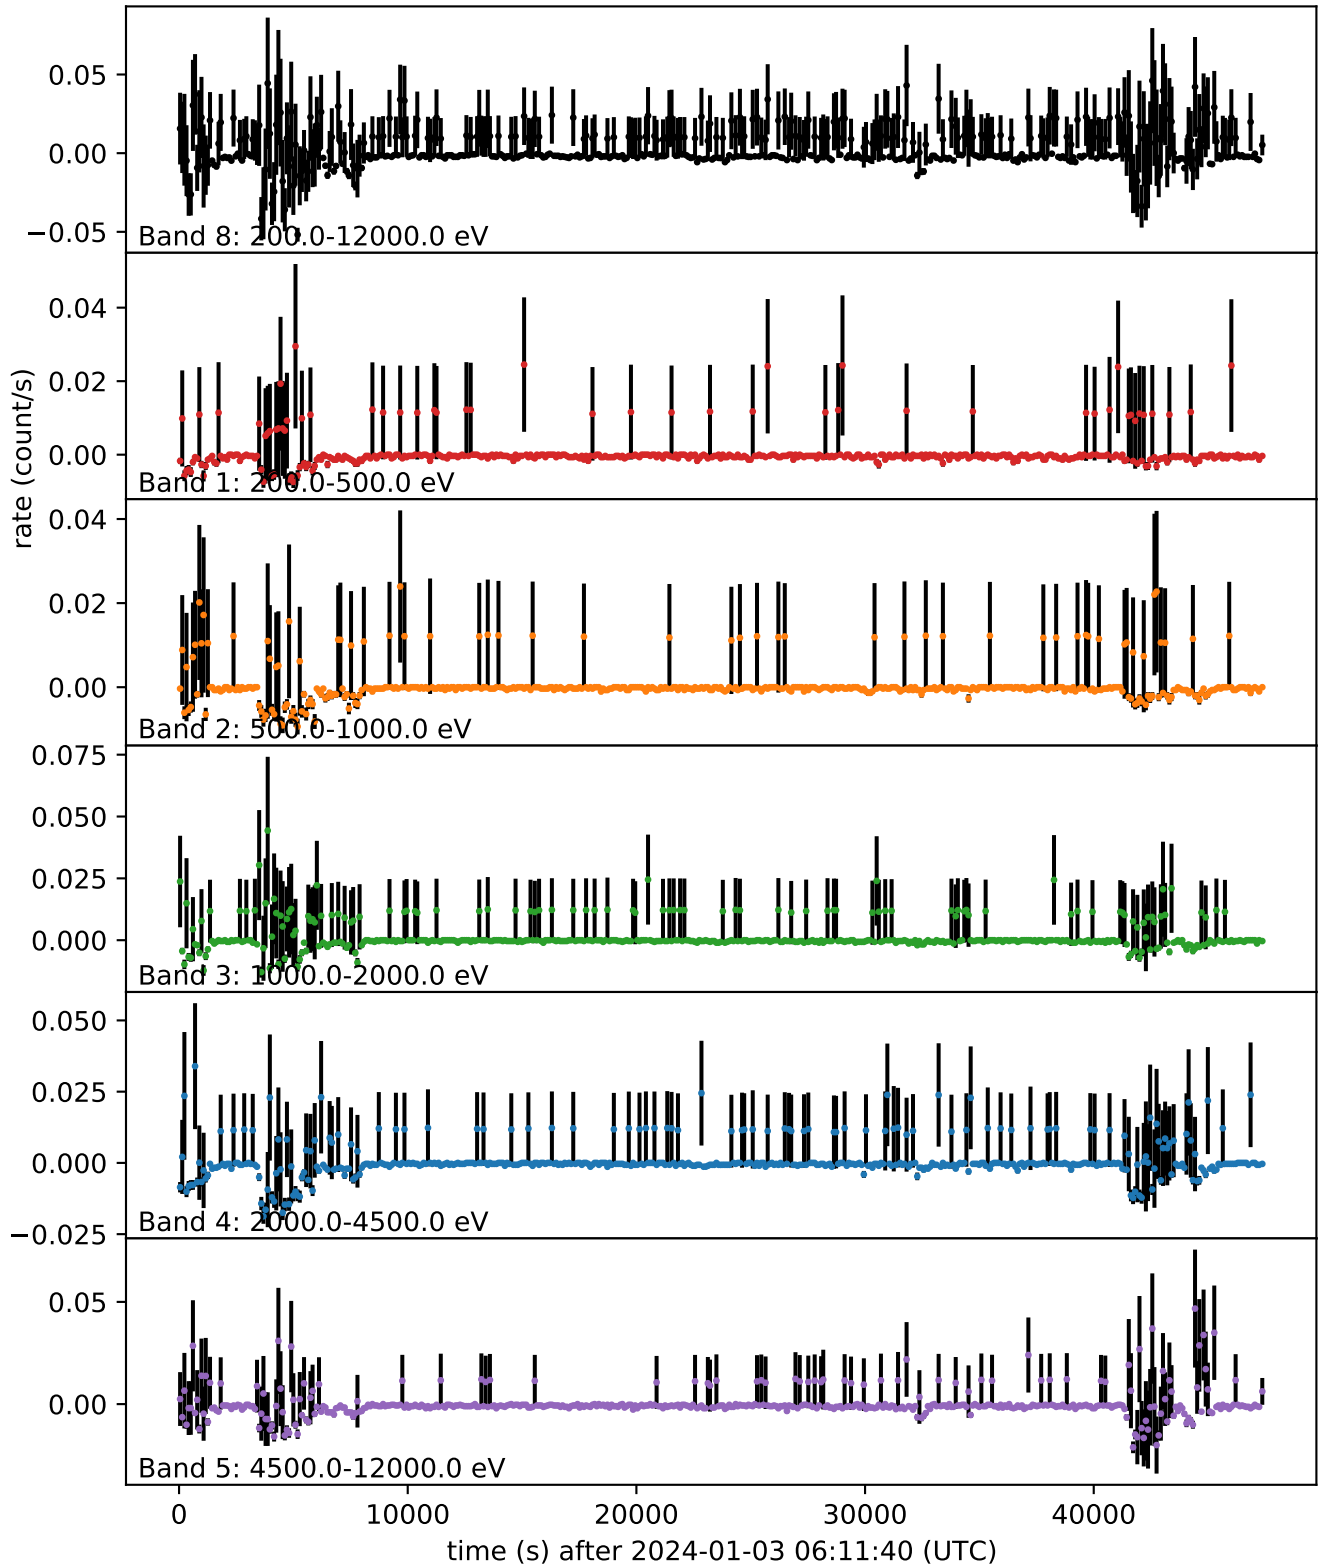 0.05
0.00
−0.05
Band 8: 200.0-12000.0 eV
0.04
0.02
0.00
Band 1: 200.0-500.0 eV
rate (count/s)
0.04
0.02
0.00
Band 2: 500.0-1000.0 eV
0.075
0.050
0.025
0.000
Band 3: 1000.0-2000.0 eV
0.050
0.025
0.000
−0.025
Band 4: 2000.0-4500.0 eV
0.05
0.00
Band 5: 4500.0-12000.0 eV
0 10000 20000 30000 40000
time (s) after 2024-01-03 06:11:40 (UTC)